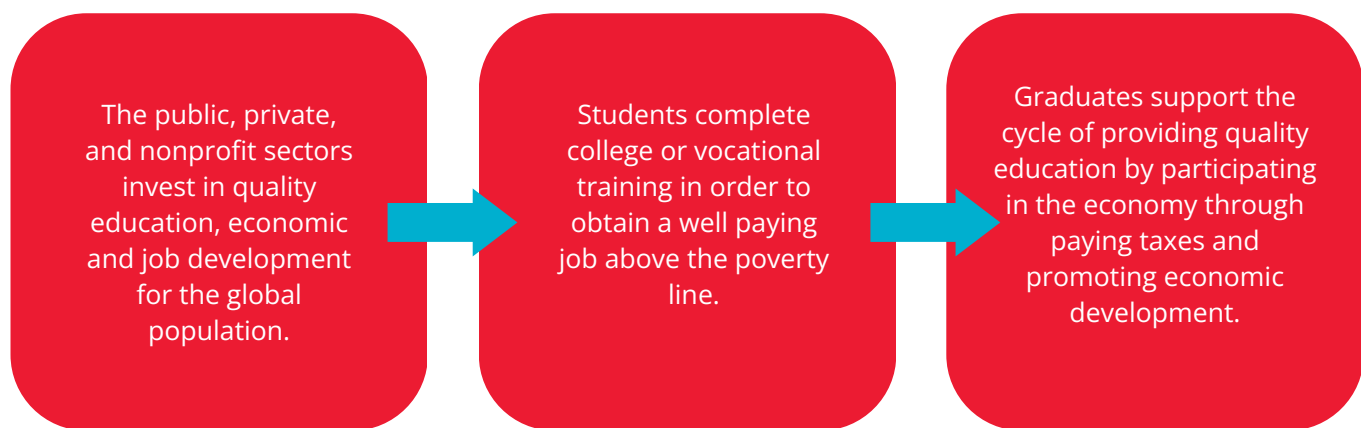 The public, private,
and nonprofit sectors
invest in quality
education, economic
and job development
for the global
population.
Students complete
college or vocational
training in order to
obtain a well paying
job above the poverty
line.
Graduates support the
cycle of providing quality
education by participating
in the economy through
paying taxes and
promoting economic
development.